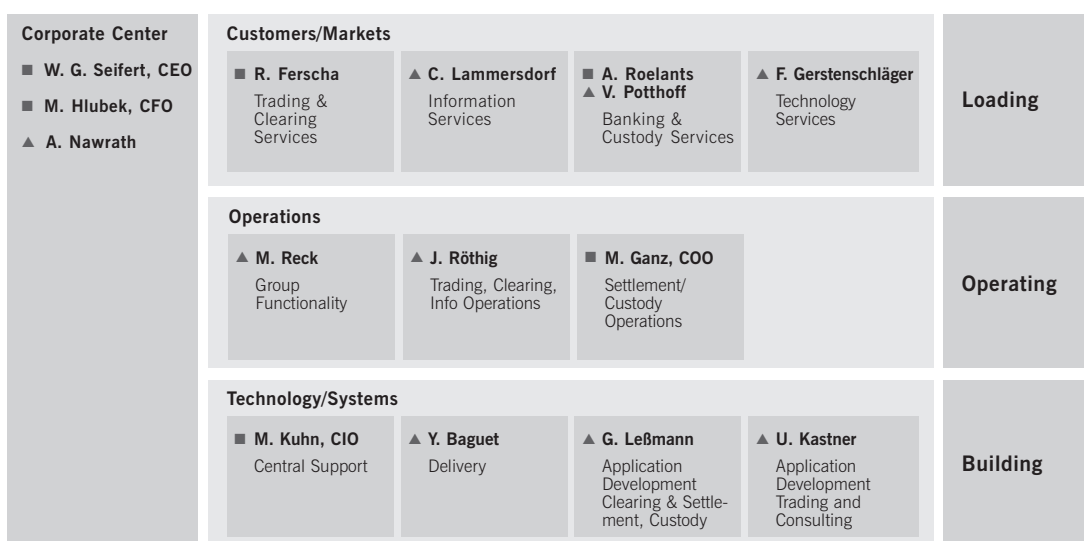 Corporate Center
W. G. Seifert, CEO
M. Hlubek, CFO
A. Nawrath
Customers/Markets
R. Ferscha
Trading &
Clearing
Services
C. Lammersdorf
Information
Services
A. Roelants
V. Potthoff
Banking &
Custody Services
F. Gerstenschläger
Technology
Services
Loading
Operations
M. Reck
Group
Functionality
J. Röthig
Trading, Clearing,
Info Operations
M. Ganz, COO
Settlement/
Custody
Operations
Operating
Technology/Systems
M. Kuhn, CIO
Central Support
Y. Baguet
Delivery
G. Leßmann
Application
Development
Clearing & Settle-
ment, Custody
U. Kastner
Application
Development
Trading and
Consulting
Building